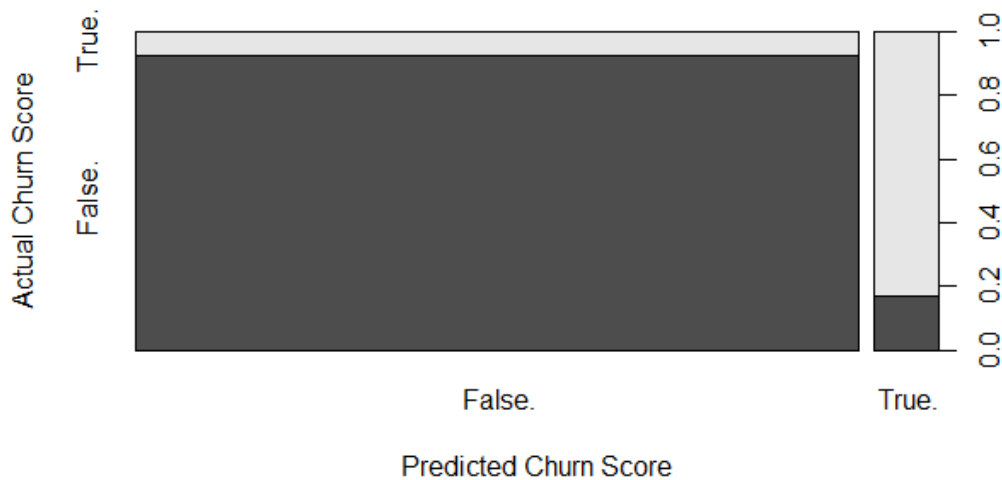 Actual Churn Score
True.
False.
1.0
0.8
0.6
0.4
0.2
0.0
False.
True.
Predicted Churn Score